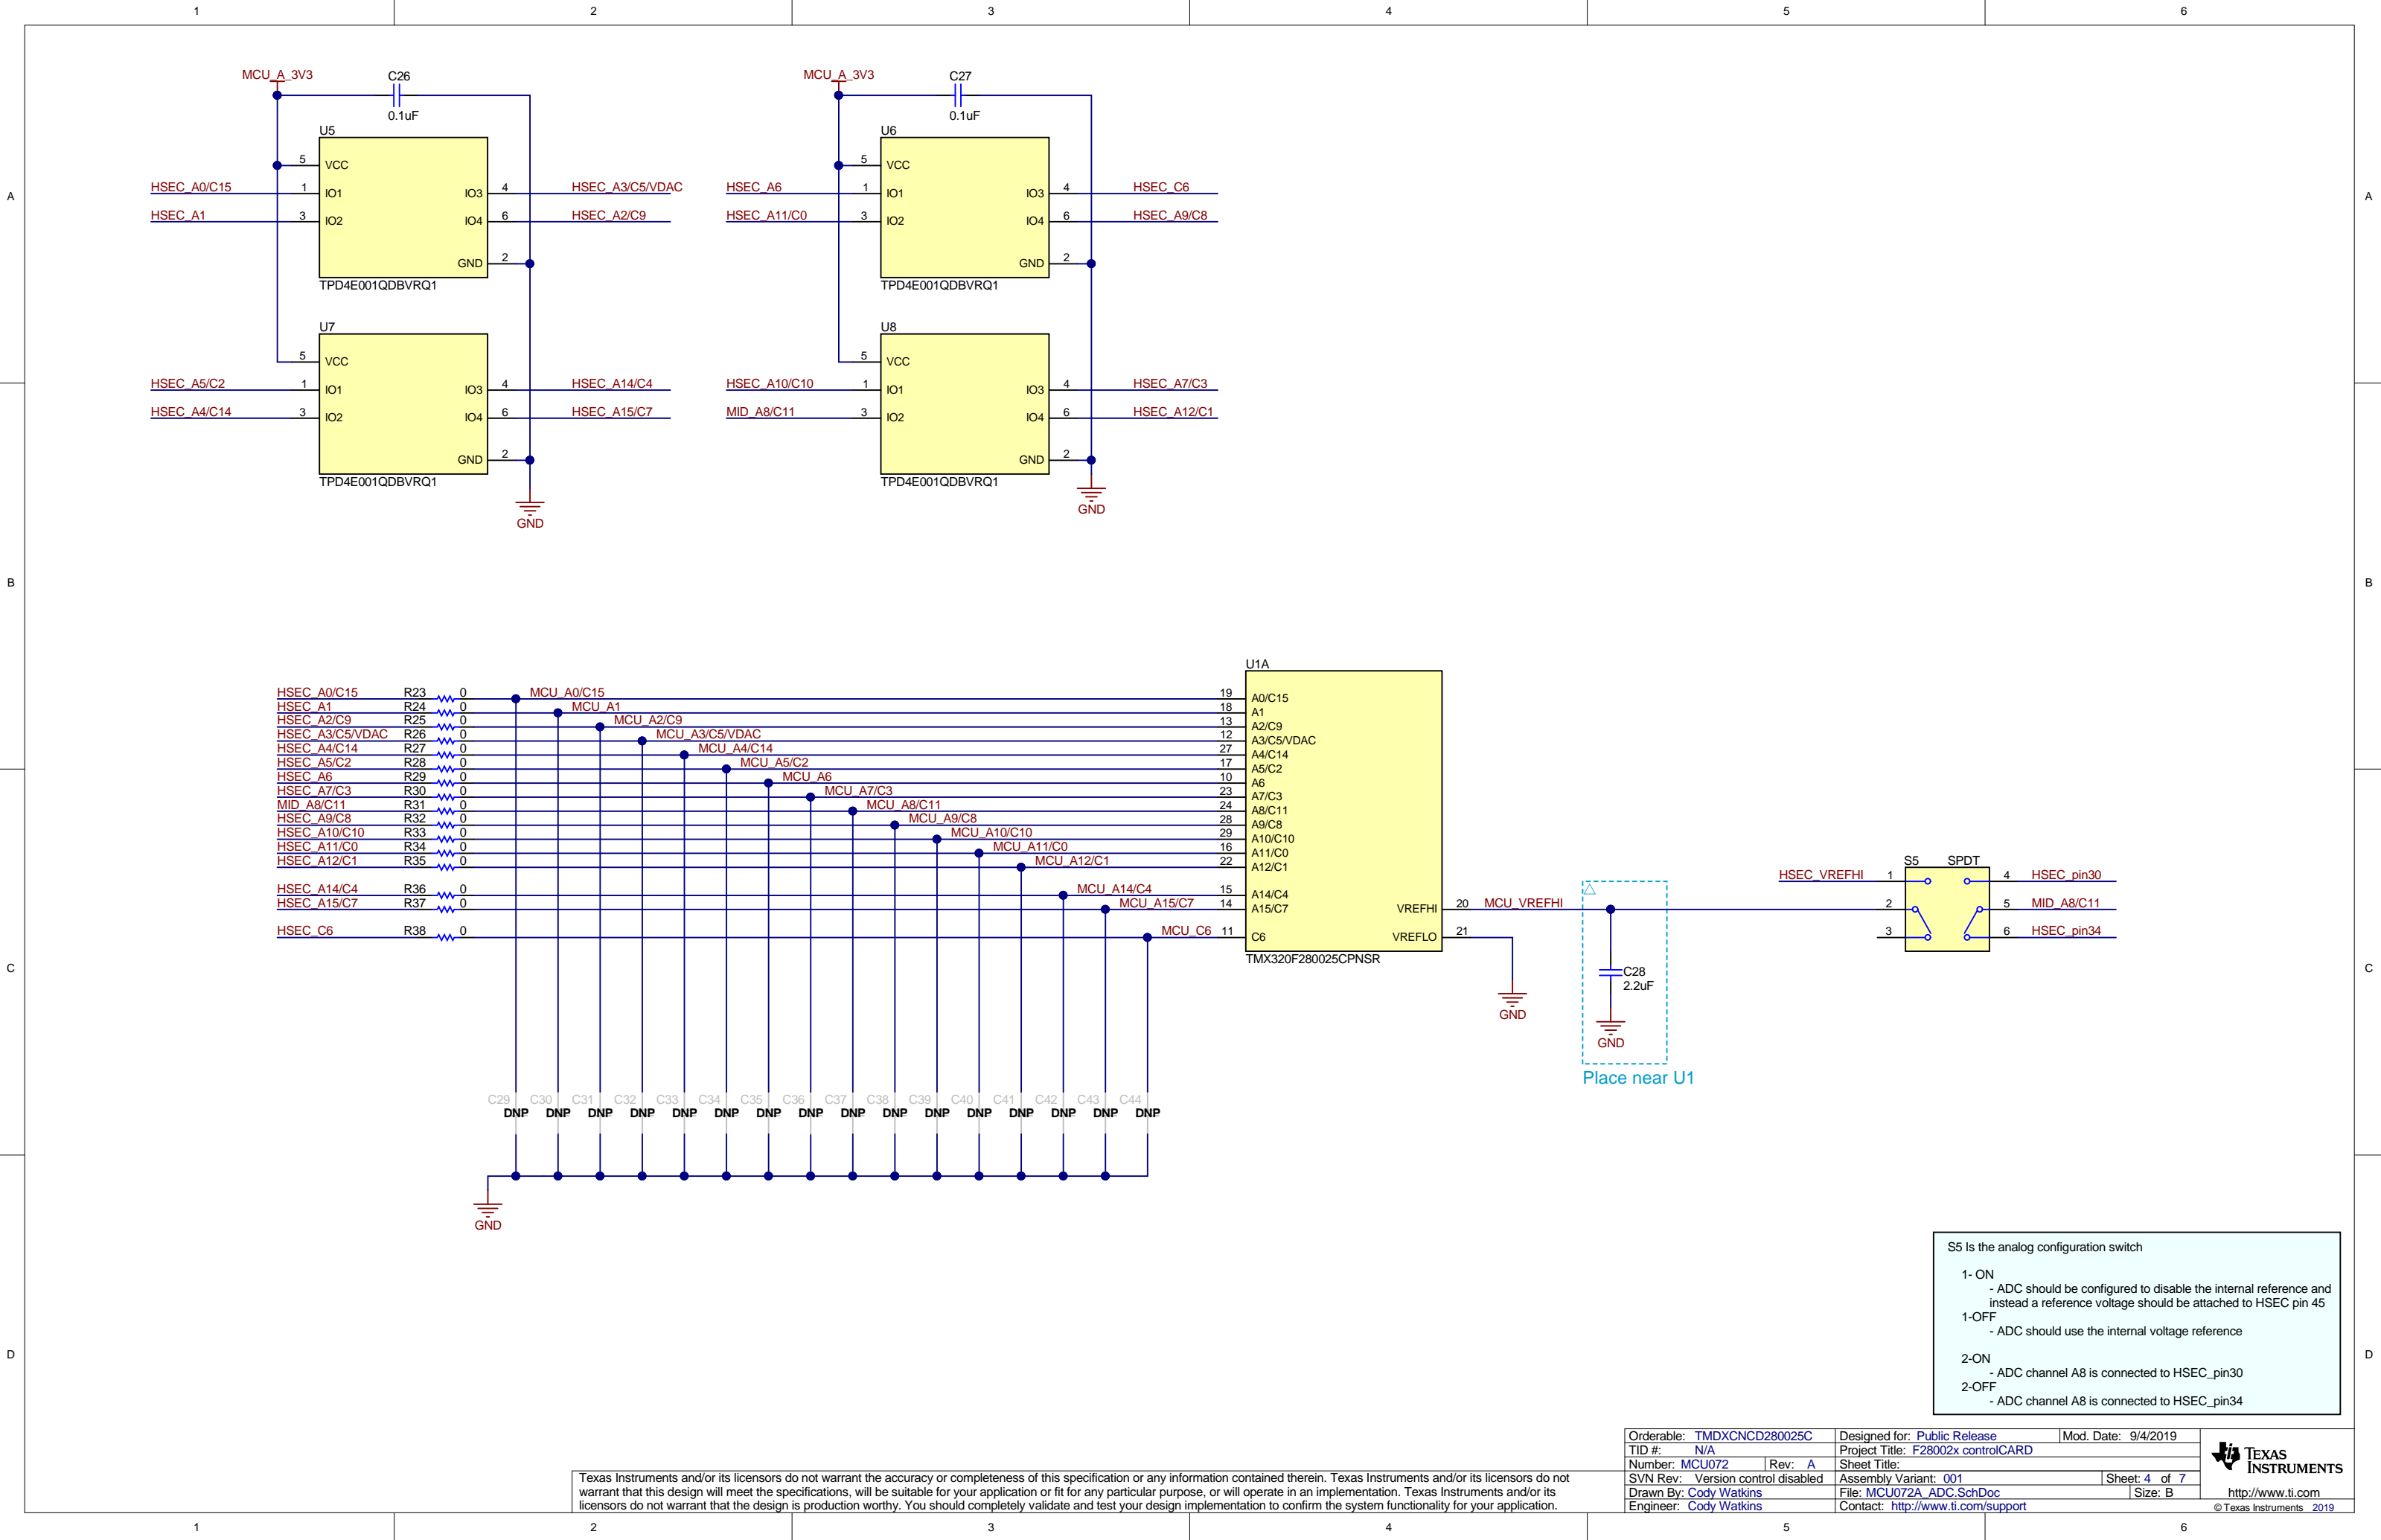 1 2 3 4 5 6
A
A
B
B
C
C
D
D
MCU_A_3V3
C26
0.1uF
U5
5 VCC
HSEC_A0/C15 1 IO1 IO3 4 HSEC_A3/C5/VDAC
HSEC_A1 3 IO2 IO4 6 HSEC_A2/C9
GND 2
TPD4E001QDBVRQ1
U7
5 VCC
HSEC_A5/C2 1 IO1 IO3 4 HSEC_A14/C4
HSEC_A4/C14 3 IO2 IO4 6 HSEC_A15/C7
GND 2
TPD4E001QDBVRQ1
GND
MCU_A_3V3
C27
0.1uF
U6
5 VCC
HSEC_A6 1 IO1 IO3 4 HSEC_C6
HSEC_A11/C0 3 IO2 IO4 6 HSEC_A9/C8
GND 2
TPD4E001QDBVRQ1
U8
5 VCC
HSEC_A10/C10 1 IO1 IO3 4 HSEC_A7/C3
MID_A8/C11 3 IO2 IO4 6 HSEC_A12/C1
GND 2
TPD4E001QDBVRQ1
GND
U1A
HSEC_A0/C15 R23 0 MCU_A0/C15 19 A0/C15
HSEC_A1 R24 0 MCU_A1 18 A1
HSEC_A2/C9 R25 0 MCU_A2/C9 13 A2/C9
HSEC_A3/C5/VDAC R26 0 MCU_A3/C5/VDAC 12 A3/C5/VDAC
HSEC_A4/C14 R27 0 MCU_A4/C14 27 A4/C14
HSEC_A5/C2 R28 0 MCU_A5/C2 17 A5/C2
HSEC_A6 R29 0 MCU_A6 10 A6
HSEC_A7/C3 R30 0 MCU_A7/C3 23 A7/C3
MID_A8/C11 R31 0 MCU_A8/C11 24 A8/C11
HSEC_A9/C8 R32 0 MCU_A9/C8 28 A9/C8
HSEC_A10/C10 R33 0 MCU_A10/C10 29 A10/C10
HSEC_A11/C0 R34 0 MCU_A11/C0 16 A11/C0
HSEC_A12/C1 R35 0 MCU_A12/C1 22 A12/C1
HSEC_A14/C4 R36 0 MCU_A14/C4 15 A14/C4
HSEC_A15/C7 R37 0 MCU_A15/C7 14 A15/C7 VREFHI 20 MCU_VREFHI
HSEC_C6 R38 0 MCU_C6 11 C6 VREFLO 21
TMX320F280025CPNSR
GND
C28
2.2uF
GND
Place near U1
S5 SPDT
HSEC_VREFHI 1 4 HSEC_pin30
2 5 MID_A8/C11
3 6 HSEC_pin34
C29 C30 C31 C32 C33 C34 C35 C36 C37 C38 C39 C40 C41 C42 C43 C44
DNP DNP DNP DNP DNP DNP DNP DNP DNP DNP DNP DNP DNP DNP DNP DNP
GND
S5 Is the analog configuration switch
1- ON
- ADC should be configured to disable the internal reference and
instead a reference voltage should be attached to HSEC pin 45
1-OFF
- ADC should use the internal voltage reference
2-ON
- ADC channel A8 is connected to HSEC_pin30
2-OFF
- ADC channel A8 is connected to HSEC_pin34
Texas Instruments and/or its licensors do not warrant the accuracy or completeness of this specification or any information contained therein. Texas Instruments and/or its licensors do not
warrant that this design will meet the specifications, will be suitable for your application or fit for any particular purpose, or will operate in an implementation. Texas Instruments and/or its
licensors do not warrant that the design is production worthy. You should completely validate and test your design implementation to confirm the system functionality for your application.
Orderable: TMDXCNCD280025C Designed for: Public Release Mod. Date: 9/4/2019
TID #: N/A Project Title: F28002x controlCARD
Number: MCU072 Rev: A Sheet Title:
SVN Rev: Version control disabled Assembly Variant: 001 Sheet: 4 of 7
Drawn By: Cody Watkins File: MCU072A_ADC.SchDoc Size: B
Engineer: Cody Watkins Contact: http://www.ti.com/support
TEXAS
INSTRUMENTS
http://www.ti.com
© Texas Instruments 2019
1 2 3 4 5 6